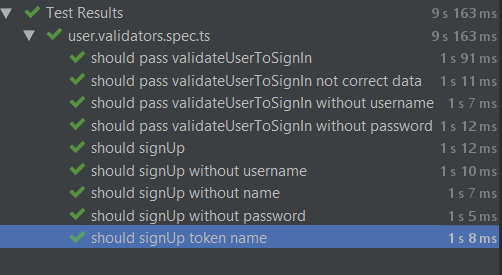 Test Results 9 s 163 ms
user.validators.spec.ts 9 s 163 ms
should pass validateUserToSignIn 1 s 91 ms
should pass validateUserToSignIn not correct data 1 s 11 ms
should pass validateUserToSignIn without username 1 s 7 ms
should pass validateUserToSignIn without password 1 s 12 ms
should signUp 1 s 12 ms
should signUp without username 1 s 10 ms
should signUp without name 1 s 7 ms
should signUp without password 1 s 5 ms
should signUp token name 1 s 8 ms